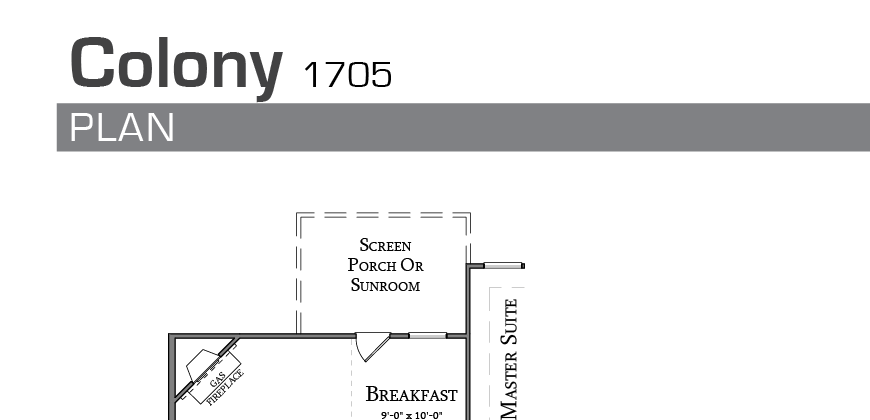 Colony 1705
PLAN
Screen
Porch Or
Sunroom
Master Suite
Gas
Fireplace
Breakfast
9'-0" x 10'-0"